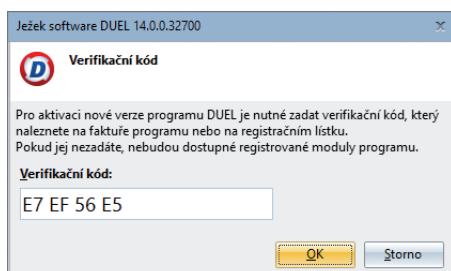 Ježek software DUEL 14.0.0.32700
Verifikační kód
Pro aktivaci nové verze programu DUEL je nutné zadat verifikační kód, který
naleznete na faktuře programu nebo na registračním lístku.
Pokud jej nezadáte, nebudou dostupné registrované moduly programu.
Verifikační kód:
E7 EF 56 E5
OK Storno